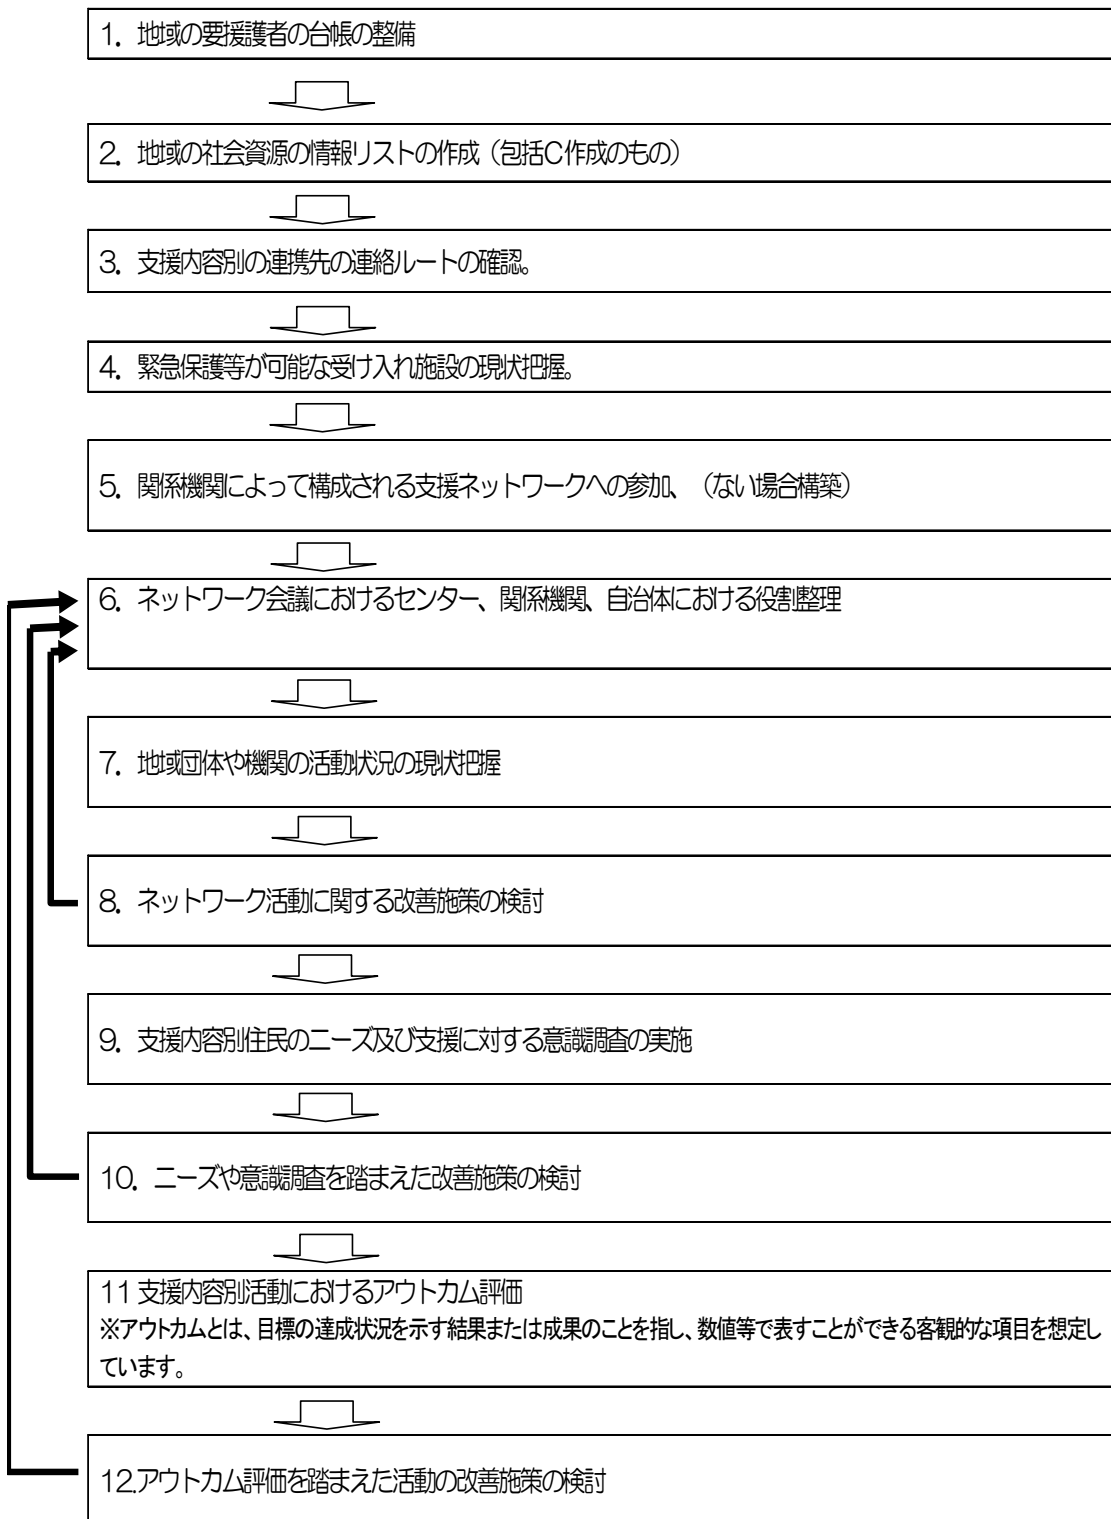 1．地域の要援護者の台帳の整備
2．地域の社会資源の情報リストの作成（包括C作成のもの）
3．支援内容別の連携先の連絡ルートの確認。
4．緊急保護等が可能な受け入れ施設の現状把握。
5．関係機関によって構成される支援ネットワークへの参加、（ない場合構築）
6．ネットワーク会議におけるセンター、関係機関、自治体における役割整理
7．地域団体や機関の活動状況の現状把握
8．ネットワーク活動に関する改善施策の検討
9．支援内容別住民のニーズ及び支援に対する意識調査の実施
10．ニーズや意識調査を踏まえた改善施策の検討
11 支援内容別活動におけるアウトカム評価
※アウトカムとは、目標の達成状況を示す結果または成果のことを指し、数値等で表すことができる客観的な項目を想定し
ています。
12.アウトカム評価を踏まえた活動の改善施策の検討